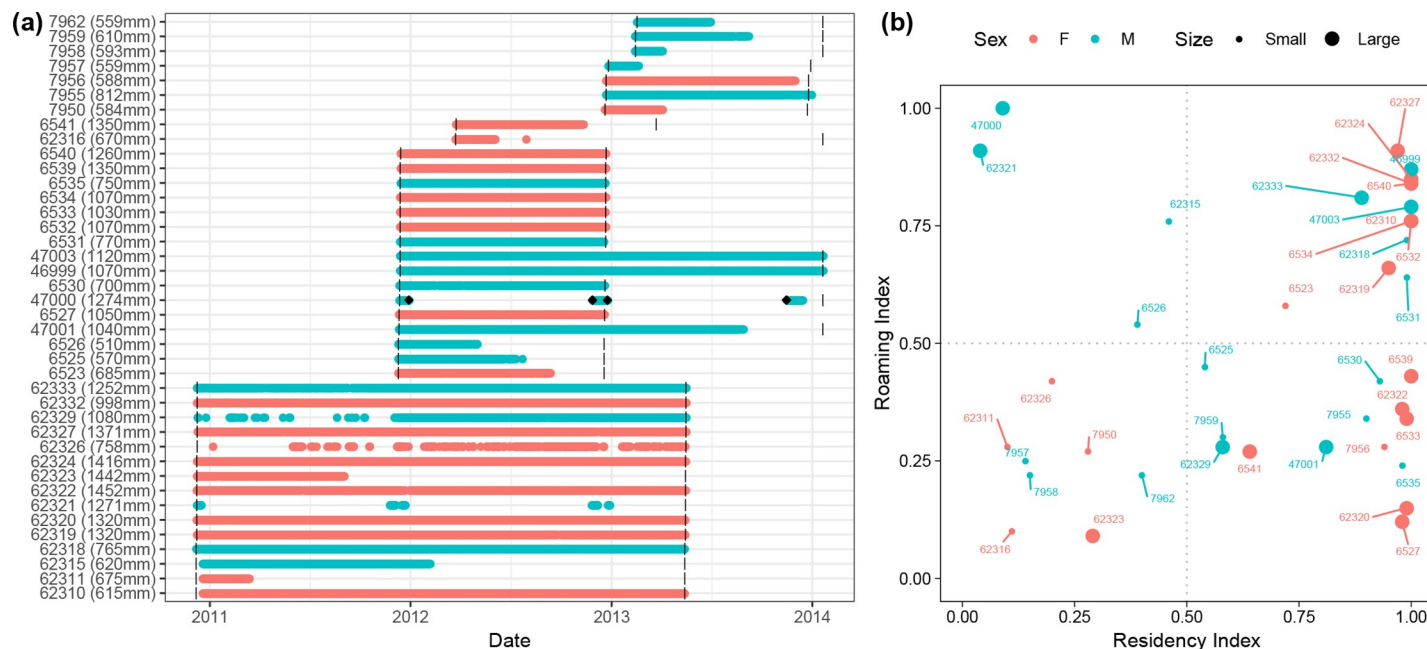 (a)
7962 (559mm)
7959 (610mm)
7958 (593mm)
7957 (559mm)
7956 (588mm)
7955 (812mm)
7950 (584mm)
6541 (1350mm)
62316 (670mm)
6540 (1260mm)
6539 (1350mm)
6535 (750mm)
6534 (1070mm)
6533 (1030mm)
6532 (1070mm)
6531 (770mm)
47003 (1120mm)
46999 (1070mm)
6530 (700mm)
47000 (1274mm)
6527 (1050mm)
47001 (1040mm)
6526 (510mm)
6525 (570mm)
6523 (685mm)
62333 (1252mm)
62332 (998mm)
62329 (1080mm)
62327 (1371mm)
62326 (758mm)
62324 (1416mm)
62323 (1442mm)
62322 (1452mm)
62321 (1271mm)
62320 (1320mm)
62319 (1320mm)
62318 (765mm)
62315 (620mm)
62311 (675mm)
62310 (615mm)
2011 2012 2013 2014
Date
(b)
Sex F M Size Small Large
Roaming Index
1.00
0.75
0.50
0.25
0.00
62327
47000
62324
62332
46999
62321
62333
6540
62315
47003
62310
6534
62318
6532
6523
62319
6531
6526
6525
6530
6539
62326
62311
62322
7950
7959
7955
7957
62329
6541
47001
7956
6533
7958
7962
6535
62316
62323
62320
6527
0.00 0.25 0.50 0.75 1.00
Residency Index